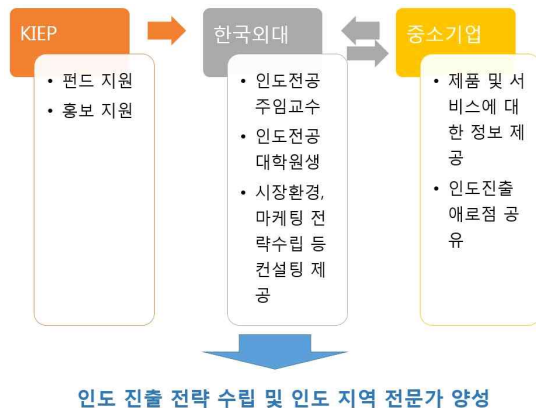 KIEP
• 펀드 지원
• 홍보 지원
한국외대
• 인도전공
주임교수
• 인도전공
대학원생
• 시장환경,
마케팅 전
략수립 등
컨설팅 제
공
중소기업
• 제품 및 서
비스에 대
한 정보 제
공
• 인도진출
애로점 공
유
인도 진출 전략 수립 및 인도 지역 전문가 양성